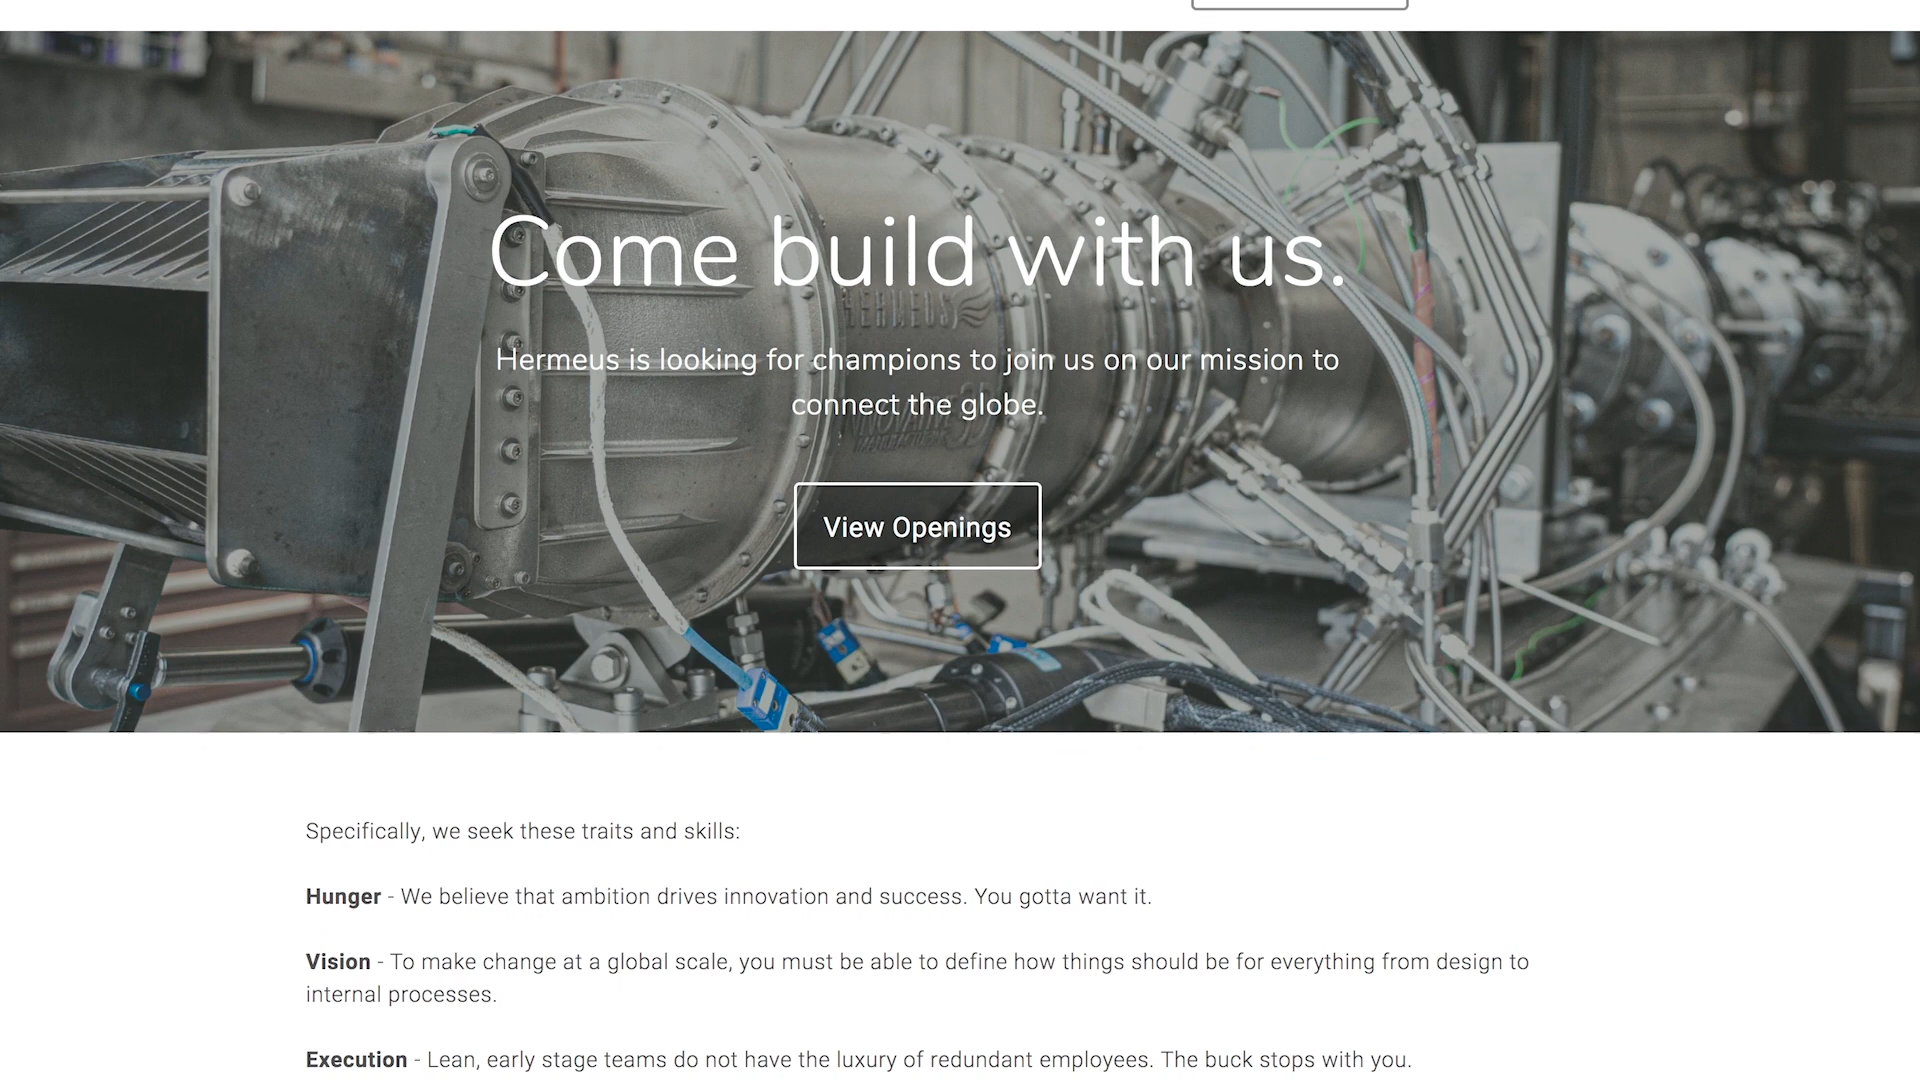 Come build with us.
HERMEUS
Hermeus is looking for champions to join us on our mission to
connect the globe.
View Openings
Specifically, we seek these traits and skills:
Hunger - We believe that ambition drives innovation and success. You gotta want it.
Vision - To make change at a global scale, you must be able to define how things should be for everything from design to
internal processes.
Execution - Lean, early stage teams do not have the luxury of redundant employees. The buck stops with you.